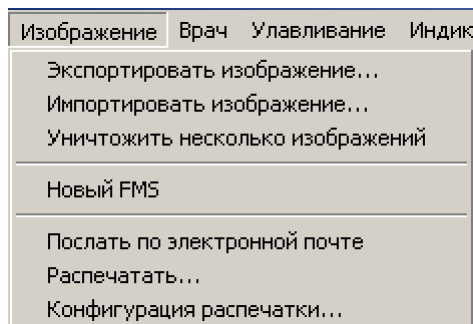 Изображение Врач Улавливание Индик
Экспортировать изображение...
Импортировать изображение...
Уничтожить несколько изображений
Новый FMS
Послать по электронной почте
Распечатать...
Конфигурация распечатки...